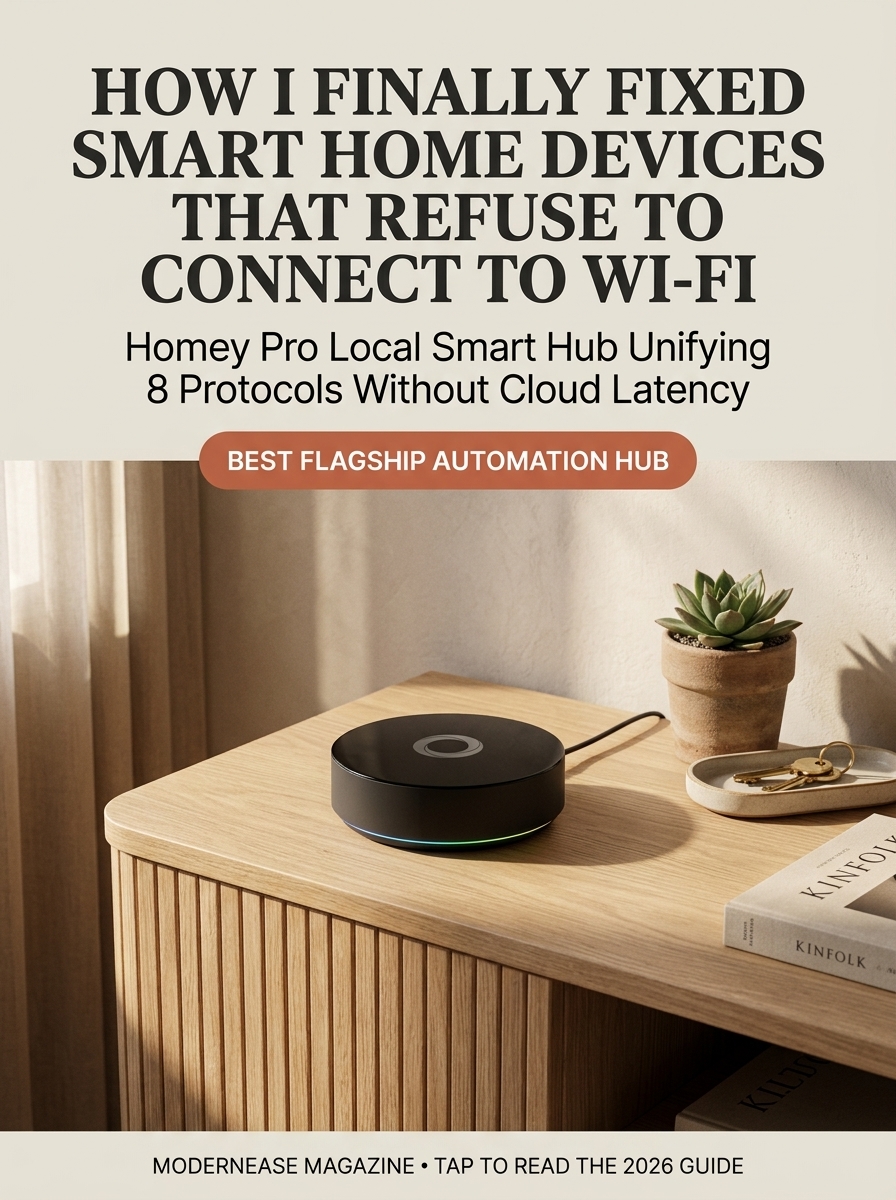 HOW I FINALLY FIXED
SMART HOME DEVICES
THAT REFUSE TO
CONNECT TO WI-FI
Homey Pro Local Smart Hub Unifying
8 Protocols Without Cloud Latency
BEST FLAGSHIP AUTOMATION HUB
KINFOLK
KINFOLK
MODERNEASE MAGAZINE • TAP TO READ THE 2026 GUIDE